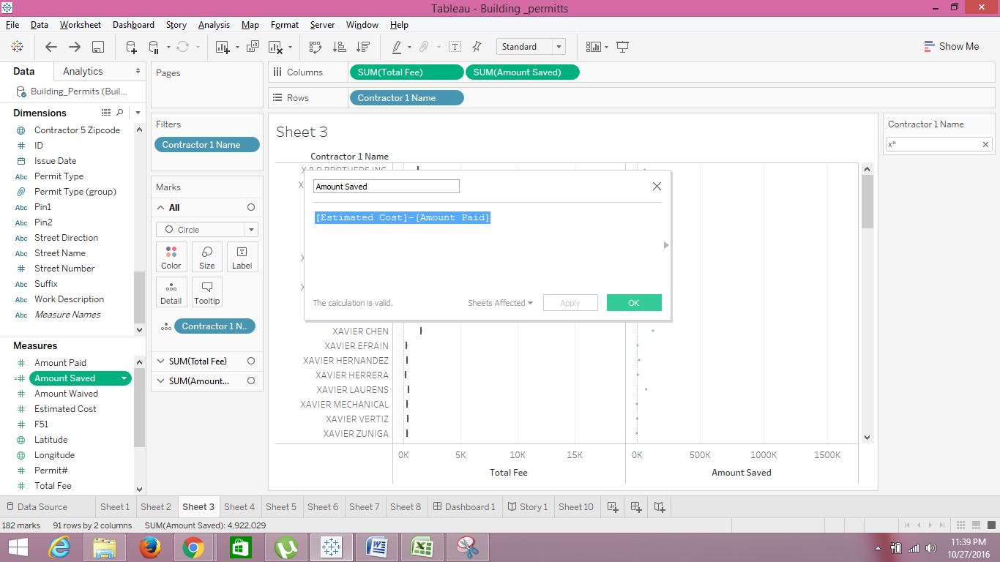 Tableau - Building _permitts
File Data Worksheet Dashboard Story Analysis Map Format Server Window Help
Standard
Show Me
Data Analytics
Building_Permits (Buil...
Dimensions
Contractor 5 Zipcode
ID
Issue Date
Abc Permit Type
Permit Type (group)
Abc Pin1
Abc Pin2
Abc Street Direction
Abc Street Name
Street Number
Abc Suffix
Abc Work Description
Abc Measure Names
Measures
Amount Paid
Amount Saved
Amount Waived
Estimated Cost
F51
Latitude
Longitude
Permit#
Total Fee
Pages
Filters
Contractor 1 Name
Marks
All
Circle
Color Size Label
Detail Tooltip
Contractor 1 N..
SUM(Total Fee)
SUM(Amount...
Columns SUM(Total Fee) SUM(Amount Saved)
Rows Contractor 1 Name
Sheet 3
Contractor 1 Name
Amount Saved
[Estimated Cost]-[Amount Paid]
The calculation is valid. Sheets Affected Apply OK
XAVIER CHEN
XAVIER EFRAIN
XAVIER HERNANDEZ
XAVIER HERRERA
XAVIER LAURENS
XAVIER MECHANICAL
XAVIER VERTIZ
XAVIER ZUNIGA
0K 5K 10K 15K 0K 500K 1000K 1500K
Total Fee Amount Saved
Contractor 1 Name
x*
Data Source Sheet 1 Sheet 2 Sheet 3 Sheet 4 Sheet 5 Sheet 6 Sheet 7 Sheet 8 Dashboard 1 Story 1 Sheet 10
182 marks 91 rows by 2 columns SUM(Amount Saved): 4,922,029
11:39 PM
10/27/2016